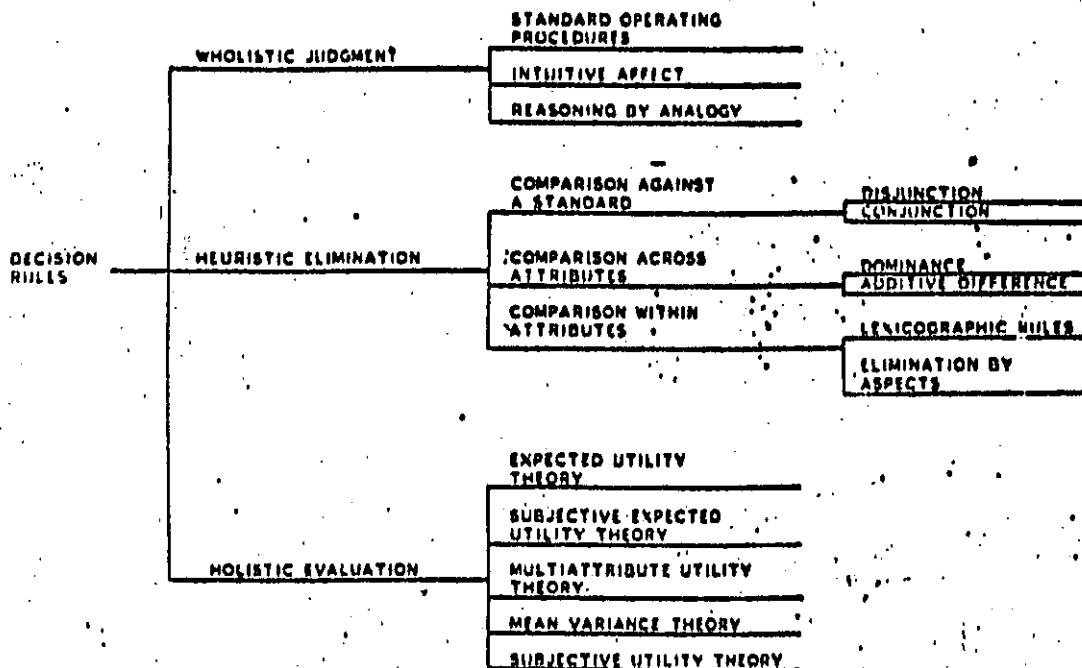 STANDARD OPERATING
PROCEDURES
WHOLISTIC JUDGMENT
INTUITIVE AFFECT
REASONING BY ANALOGY
COMPARISON AGAINST
A STANDARD
DISJUNCTION
CONJUNCTION
DECISION
RULES
HEURISTIC ELIMINATION
COMPARISON ACROSS
ATTRIBUTES
DOMINANCE
ADDITIVE DIFFERENCE
COMPARISON WITHIN
ATTRIBUTES
LEXICOGRAPHIC RULES
ELIMINATION BY
ASPECTS
EXPECTED UTILITY
THEORY
SUBJECTIVE EXPECTED
UTILITY THEORY
HOLISTIC EVALUATION
MULTIATTRIBUTE UTILITY
THEORY
MEAN VARIANCE THEORY
SUBJECTIVE UTILITY THEORY